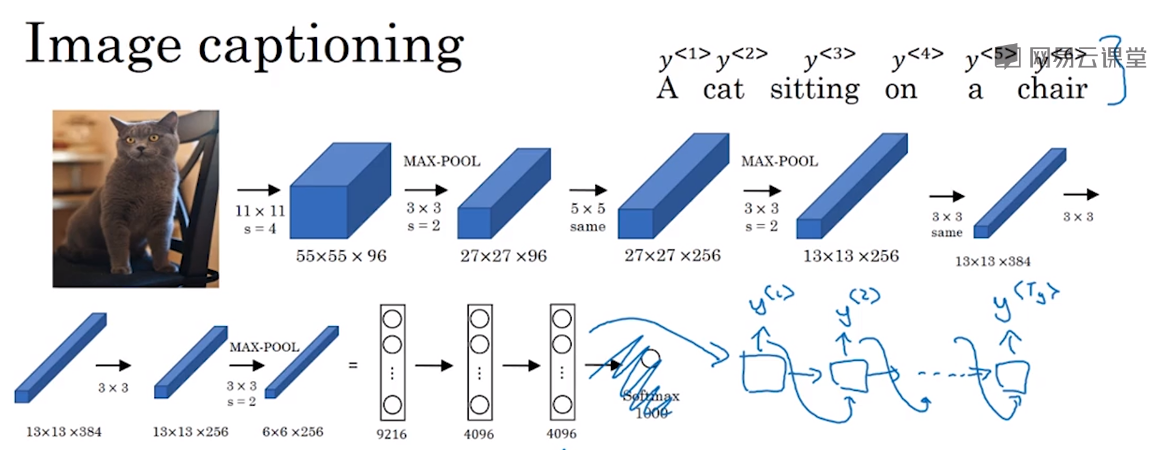 Image captioning
y<1> y<2> y<3> y<4> y<5> y<6>
网易云课堂
A cat sitting on a chair
MAX-POOL
MAX-POOL
11 × 11
s = 4
3 × 3
s = 2
5 × 5
same
3 × 3
s = 2
3 × 3
same
3 × 3
55×55 × 96
27×27 ×96
27×27 ×256
13×13 ×256
13×13 ×384
y<1>
y<2>
y<Ty>
MAX-POOL
=
3 × 3
3 × 3
s = 2
Softmax
1000
13×13 ×384
13×13 ×256
6×6 ×256
9216
4096
4096